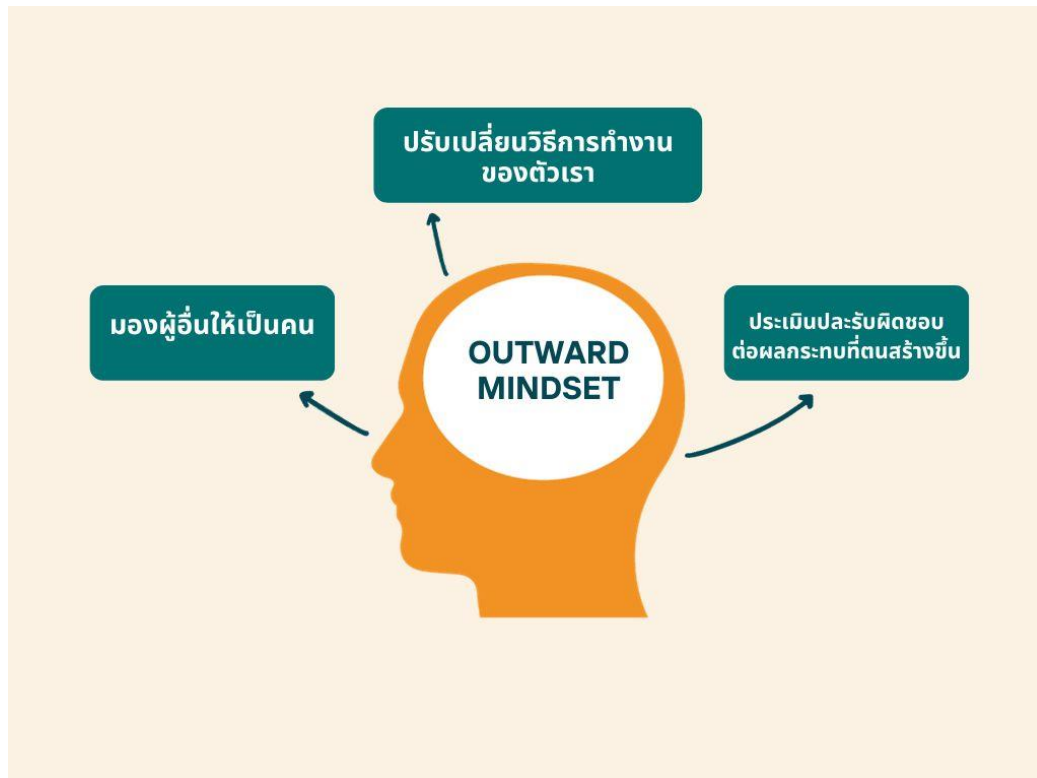 ปรับเปลี่ยนวิธีการทำงาน
ของตัวเรา
มองผู้อื่นให้เป็นคน
OUTWARD
MINDSET
ประเมินปละรับผิดชอบ
ต่อผลกระทบที่ตนสร้างขึ้น